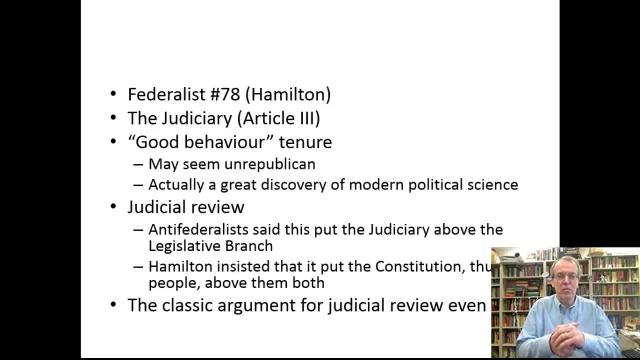 • Federalist #78 (Hamilton)
• The Judiciary (Article III)
• “Good behaviour” tenure
– May seem unrepublican
– Actually a great discovery of modern political science
• Judicial review
– Antifederalists said this put the Judiciary above the
Legislative Branch
– Hamilton insisted that it put the Constitution,
people, above them both
• The classic argument for judicial review even